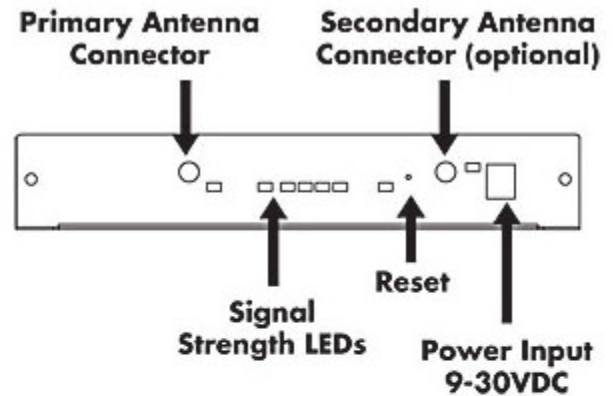 Primary Antenna
Connector
Secondary Antenna
Connector (optional)
Signal
Strength LEDs
Reset
Power Input
9-30VDC